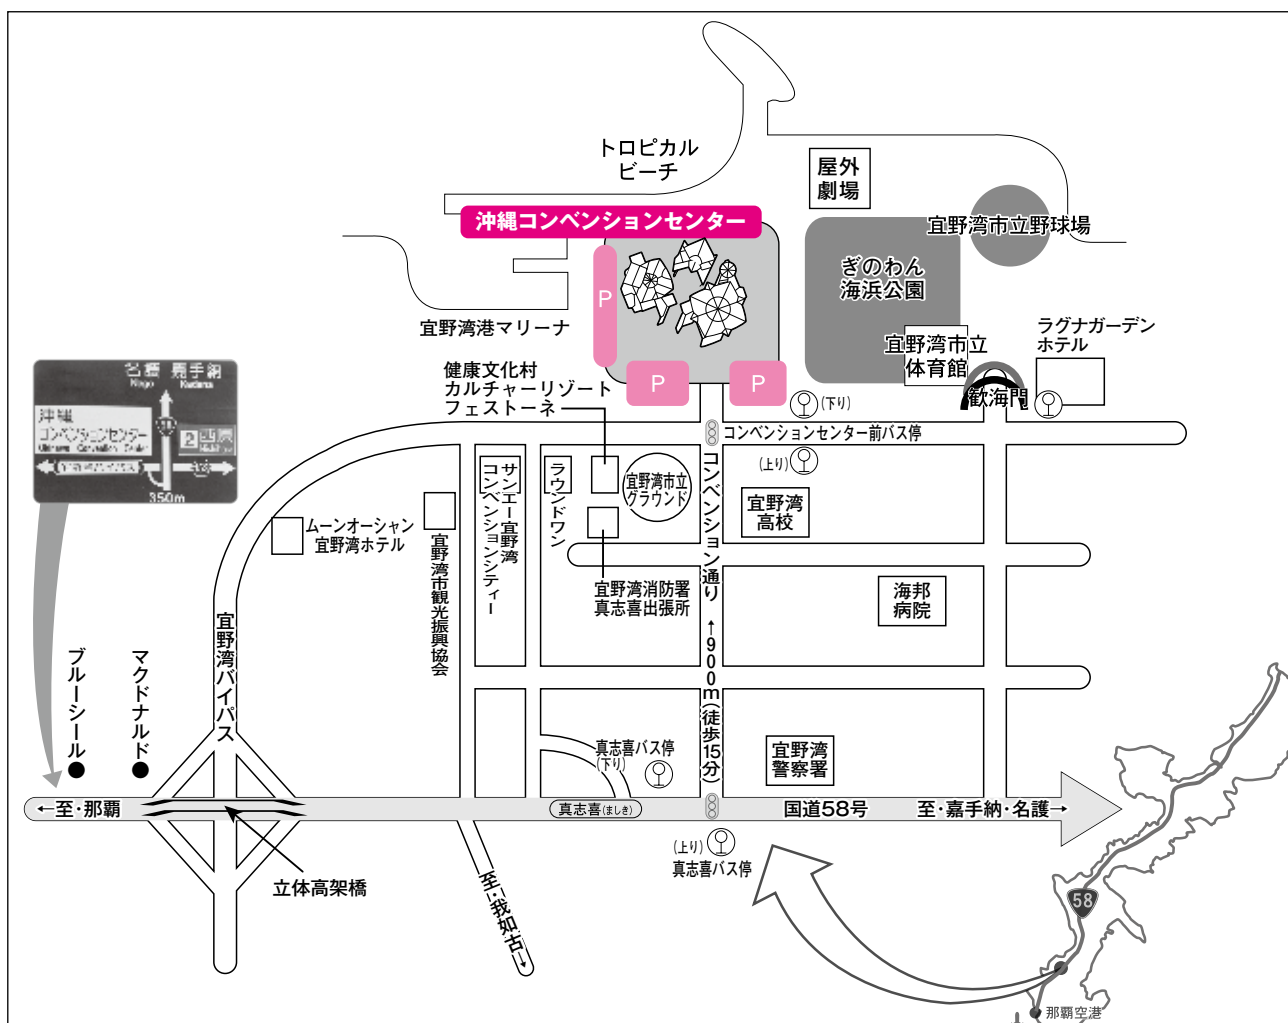 トロピカル
ビーチ
屋外
劇場
沖縄コンベンションセンター
宜野湾市立野球場
ぎのわん
海浜公園
P
宜野湾港マリーナ
宜野湾市立
体育館
ラグナガーデン
ホテル
歓海門
健康文化村
カルチャーリゾート
フェストーネ
P
P
(下り)
コンベンションセンター前バス停
(上り)
名護 嘉手納
Nago Kadena
沖縄
コンベンションセンター
Okinawa Convention Center
58
2
350m
ムーンオーシャン
宜野湾ホテル
宜野湾市観光振興協会
サンエー宜野湾
コンベンションシティー
ラウンドワン
宜野湾市立
グラウンド
宜野湾消防署
真志喜出張所
コンベンション通り
←900m(徒歩15分)
宜野湾
高校
海邦
病院
宜野湾バイパス
ブルーシール
マクドナルド
真志喜バス停
(下り)
宜野湾
警察署
←至・那覇
真志喜(ましき)
国道58号
至・嘉手納・名護→
立体高架橋
至・我如古→
(上り)
真志喜バス停
58
那覇空港